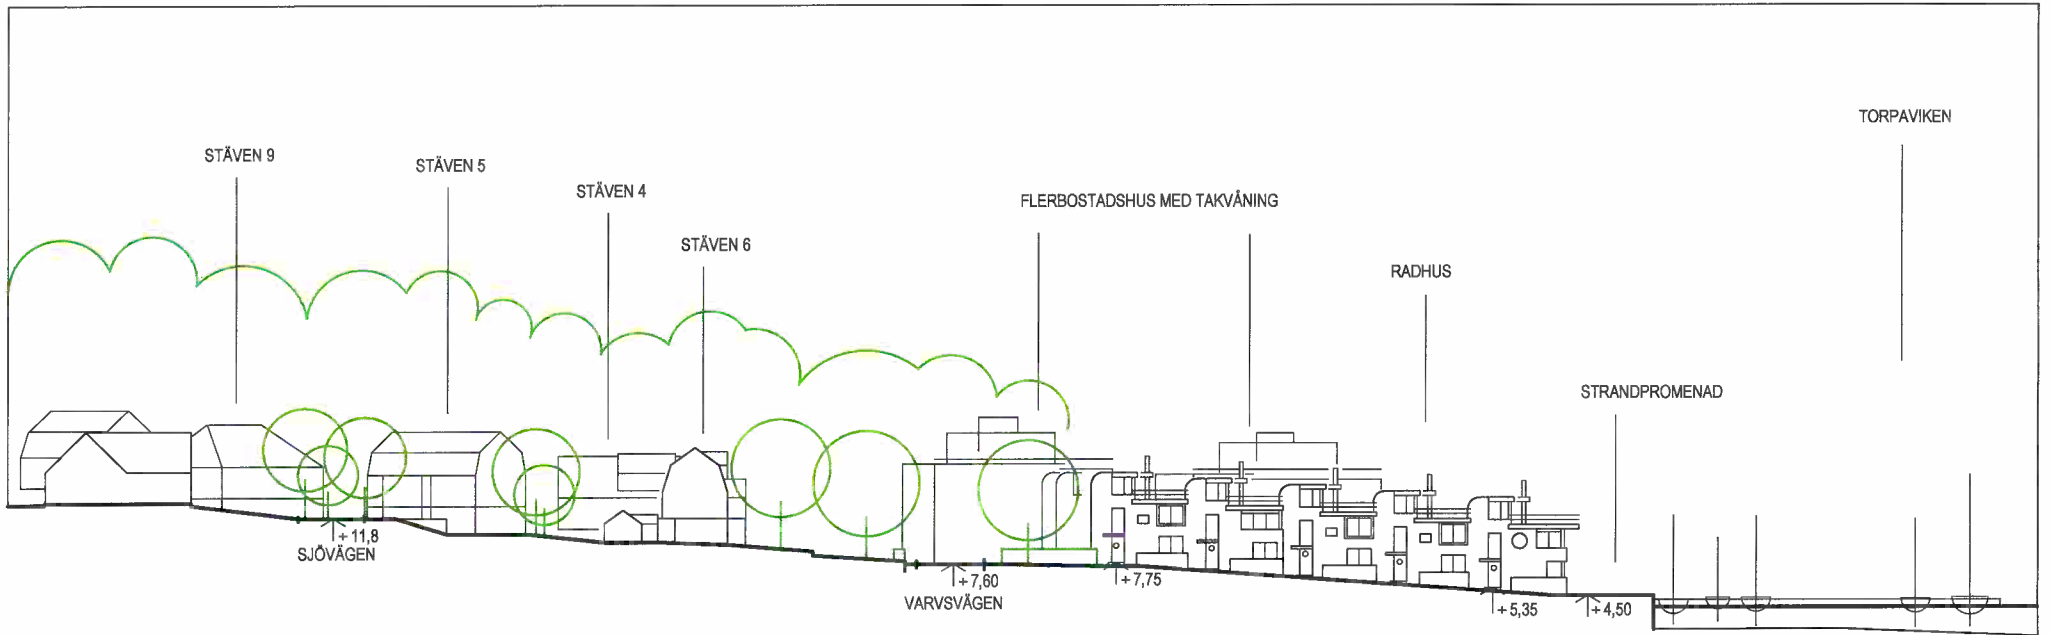 TORPAVIKEN
STÄVEN 9
STÄVEN 5
STÄVEN 4
FLERBOSTADSHUS MED TAKVÅNING
STÄVEN 6
RADHUS
STRANDPROMENAD
+ 11,8
SJÖVÄGEN
+ 7,60
VARVSVÄGEN
+ 7,75
+ 5,35
+ 4,50